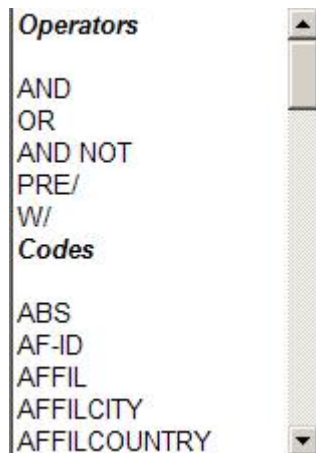 Operators
AND
OR
AND NOT
PRE/
W/
Codes
ABS
AF-ID
AFFIL
AFFILCITY
AFFILCOUNTRY